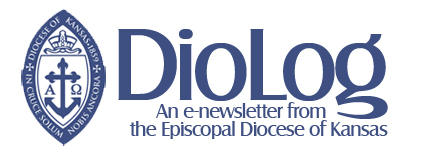 DIOCESE OF KANSAS·1859
IN CRUCE SOLUM NOBIS ANCORA
Α Ω
DioLog
An e-newsletter from
the Episcopal Diocese of Kansas